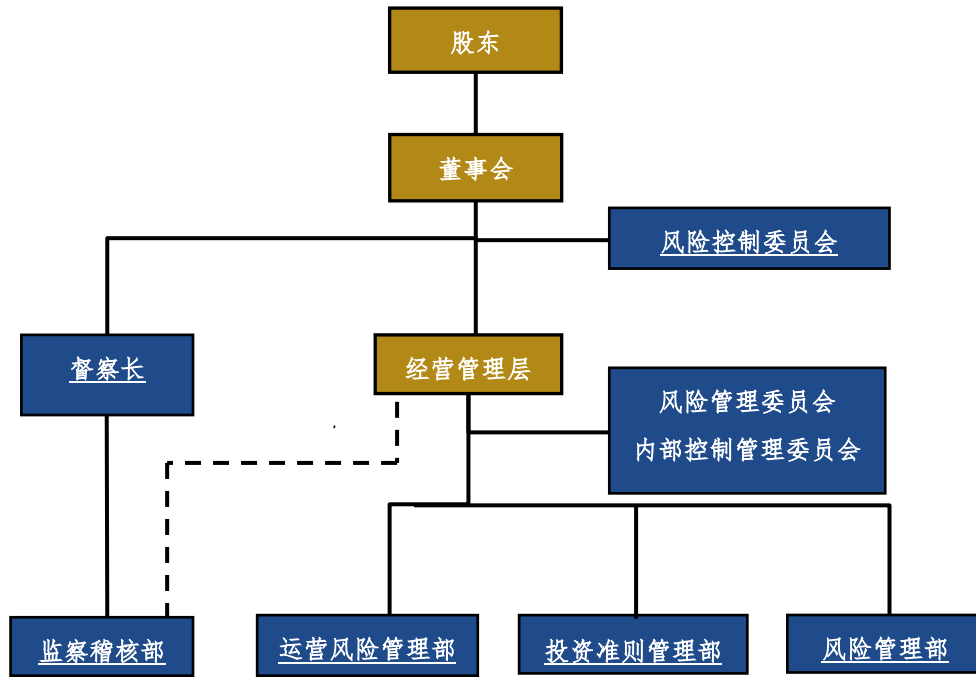 股东
董事会
风险控制委员会
督察长
经营管理层
风险管理委员会
内部控制管理委员会
监察稽核部
运营风险管理部
投资准则管理部
风险管理部